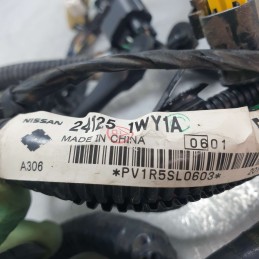 NISSAN
24125 1WY1A
MADE IN CHINA 0601
A306
*PV1R5SL0603*